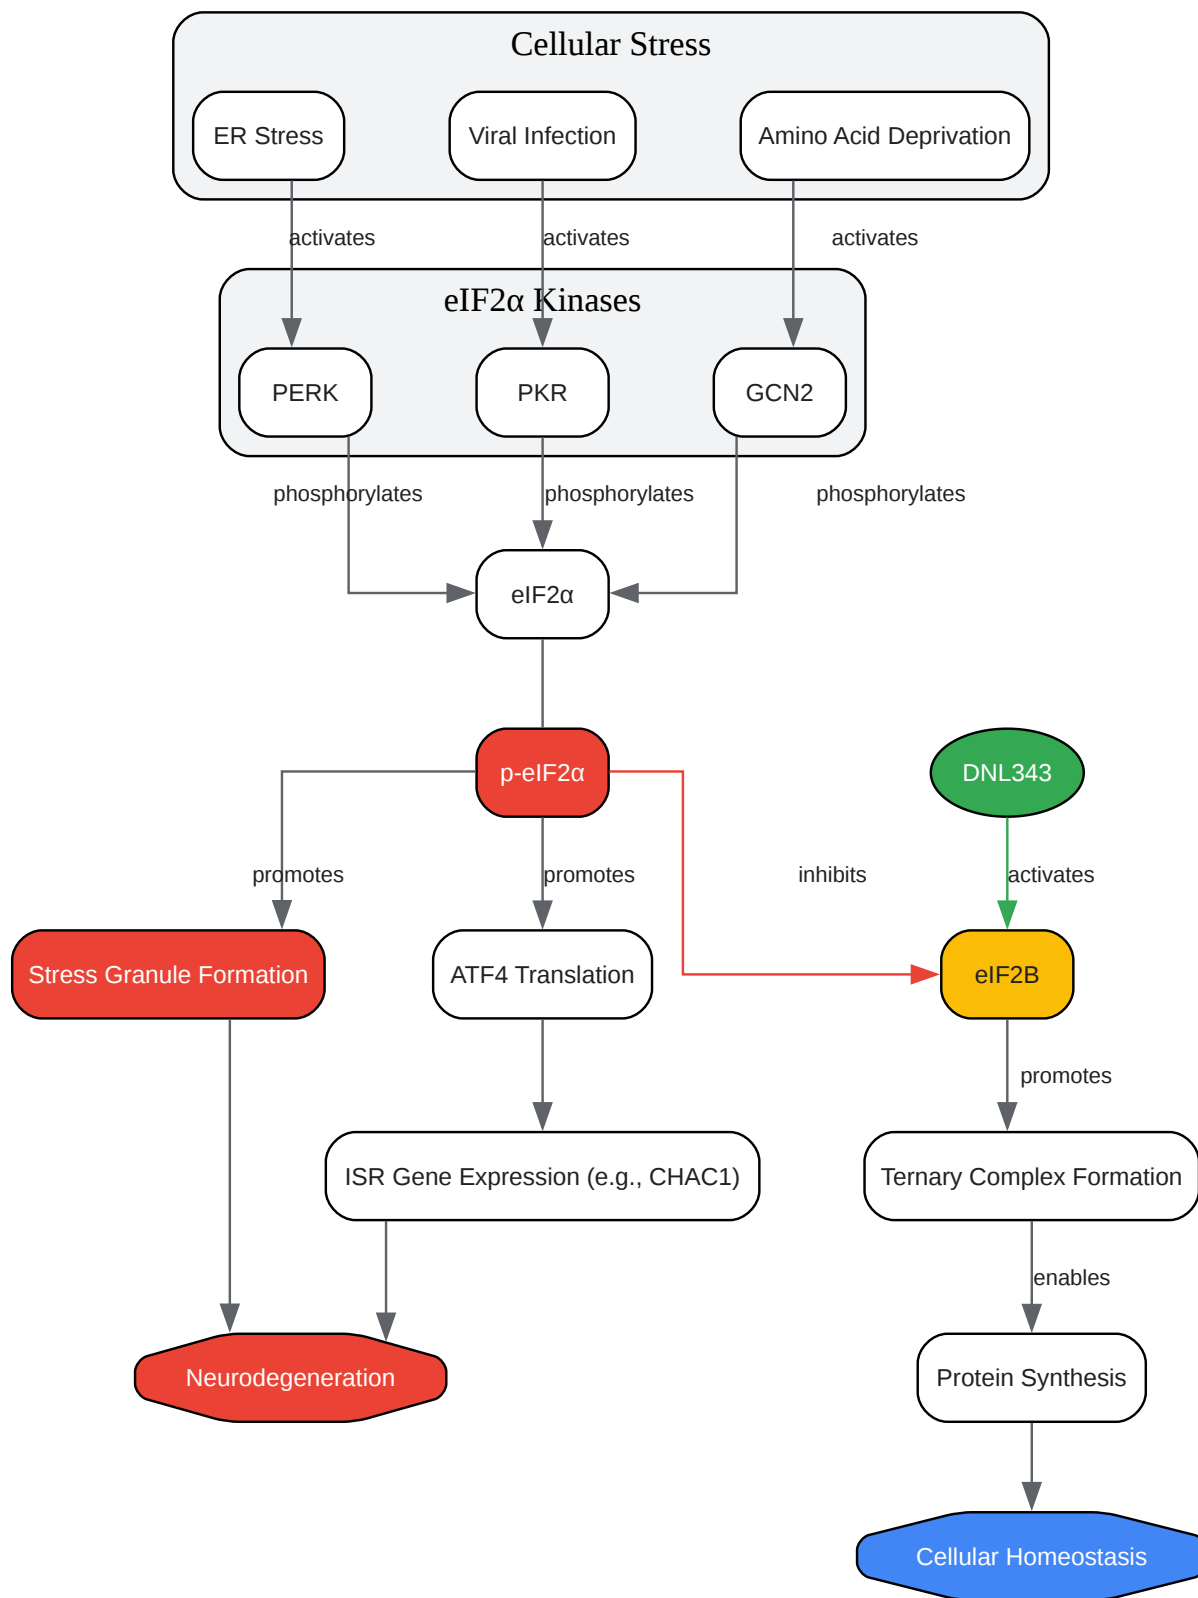 Cellular Stress
ER Stress
Viral Infection
Amino Acid Deprivation
activates
activates
activates
eIF2α Kinases
PERK
PKR
GCN2
phosphorylates
phosphorylates
phosphorylates
eIF2α
p-eIF2α
DNL343
promotes
promotes
inhibits
activates
Stress Granule Formation
ATF4 Translation
eIF2B
promotes
ISR Gene Expression (e.g., CHAC1)
Ternary Complex Formation
enables
Neurodegeneration
Protein Synthesis
Cellular Homeostasis